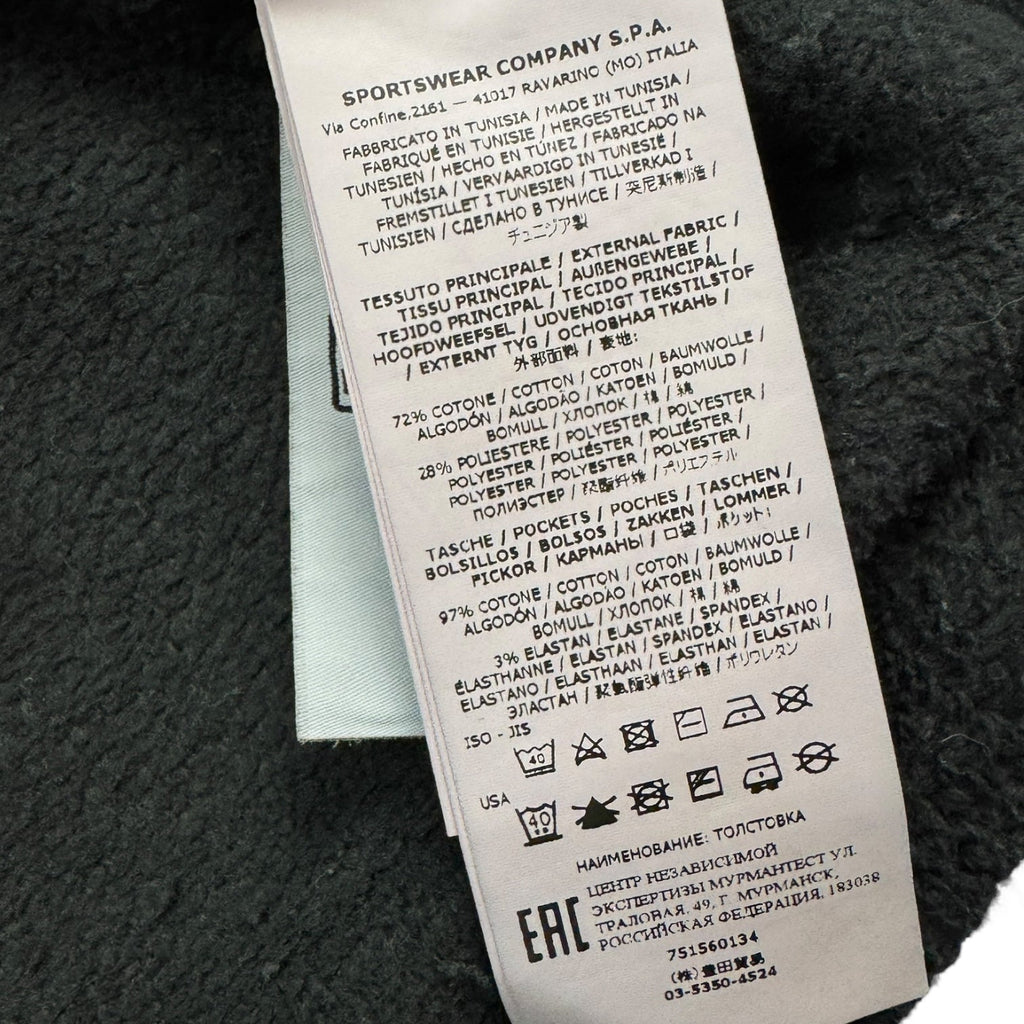 SPORTSWEAR COMPANY S.P.A.
Via Confine,2161 — 41017 RAVARINO (MO) ITALIA
FABBRICATO IN TUNISIA / MADE IN TUNISIA /
FABRIQUÉ EN TUNISIE / HERGESTELLT IN
TUNESIEN / HECHO EN TÚNEZ / FABRICADO NA
TUNÍSIA / VERVAARDIGD IN TUNESIË /
FREMSTILLET I TUNESIEN / TILLVERKAD I
TUNISIEN / СДЕЛАНО В ТУНИСЕ / 突尼斯制造 /
チュニジア製
TESSUTO PRINCIPALE / EXTERNAL FABRIC /
TISSU PRINCIPAL / AUßENGEWEBE /
TEJIDO PRINCIPAL / TECIDO PRINCIPAL /
HOOFDWEEFSEL / UDVENDIGT TEKSTILSTOF
/ EXTERNT TYG / ОСНОВНАЯ ТКАНЬ /
外部面料 / 表地:
72% COTONE / COTTON / COTON / BAUMWOLLE /
ALGODÓN / ALGODÃO / KATOEN / BOMULD /
BOMULL / ХЛОПОК / 棉 / 綿
28% POLIESTERE / POLYESTER / POLYESTER /
POLYESTER / POLIÉSTER / POLIÉSTER /
POLYESTER / POLYESTER / POLYESTER /
ПОЛИЭСТЕР / 聚酯纤维 / ポリエステル
TASCHE / POCKETS / POCHES / TASCHEN /
BOLSILLOS / BOLSOS / ZAKKEN / LOMMER /
FICKOR / КАРМАНЫ / 口袋 / ポケット:
97% COTONE / COTTON / COTON / BAUMWOLLE /
ALGODÓN / ALGODÃO / KATOEN / BOMULD /
BOMULL / ХЛОПОК / 棉 / 綿
3% ELASTAN / ELASTANE / SPANDEX /
ÉLASTHANNE / ELASTAN / SPANDEX / ELASTANO /
ELASTANO / ELASTHAAN / ELASTHAN / ELASTAN /
ЭЛАСТАН / 聚氨酯弹性纤维 / ポリウレタン
ISO - JIS
40
USA
40
НАИМЕНОВАНИЕ: ТОЛСТОВКА
EAC
ЦЕНТР НЕЗАВИСИМОЙ
ЭКСПЕРТИЗЫ МУРМАНТЕСТ УЛ.
ТРАЛОВАЯ, 49, Г. МУРМАНСК,
РОССИЙСКАЯ ФЕДЕРАЦИЯ, 183038
751560134
(株) 豊田貿易
03-5350-4524